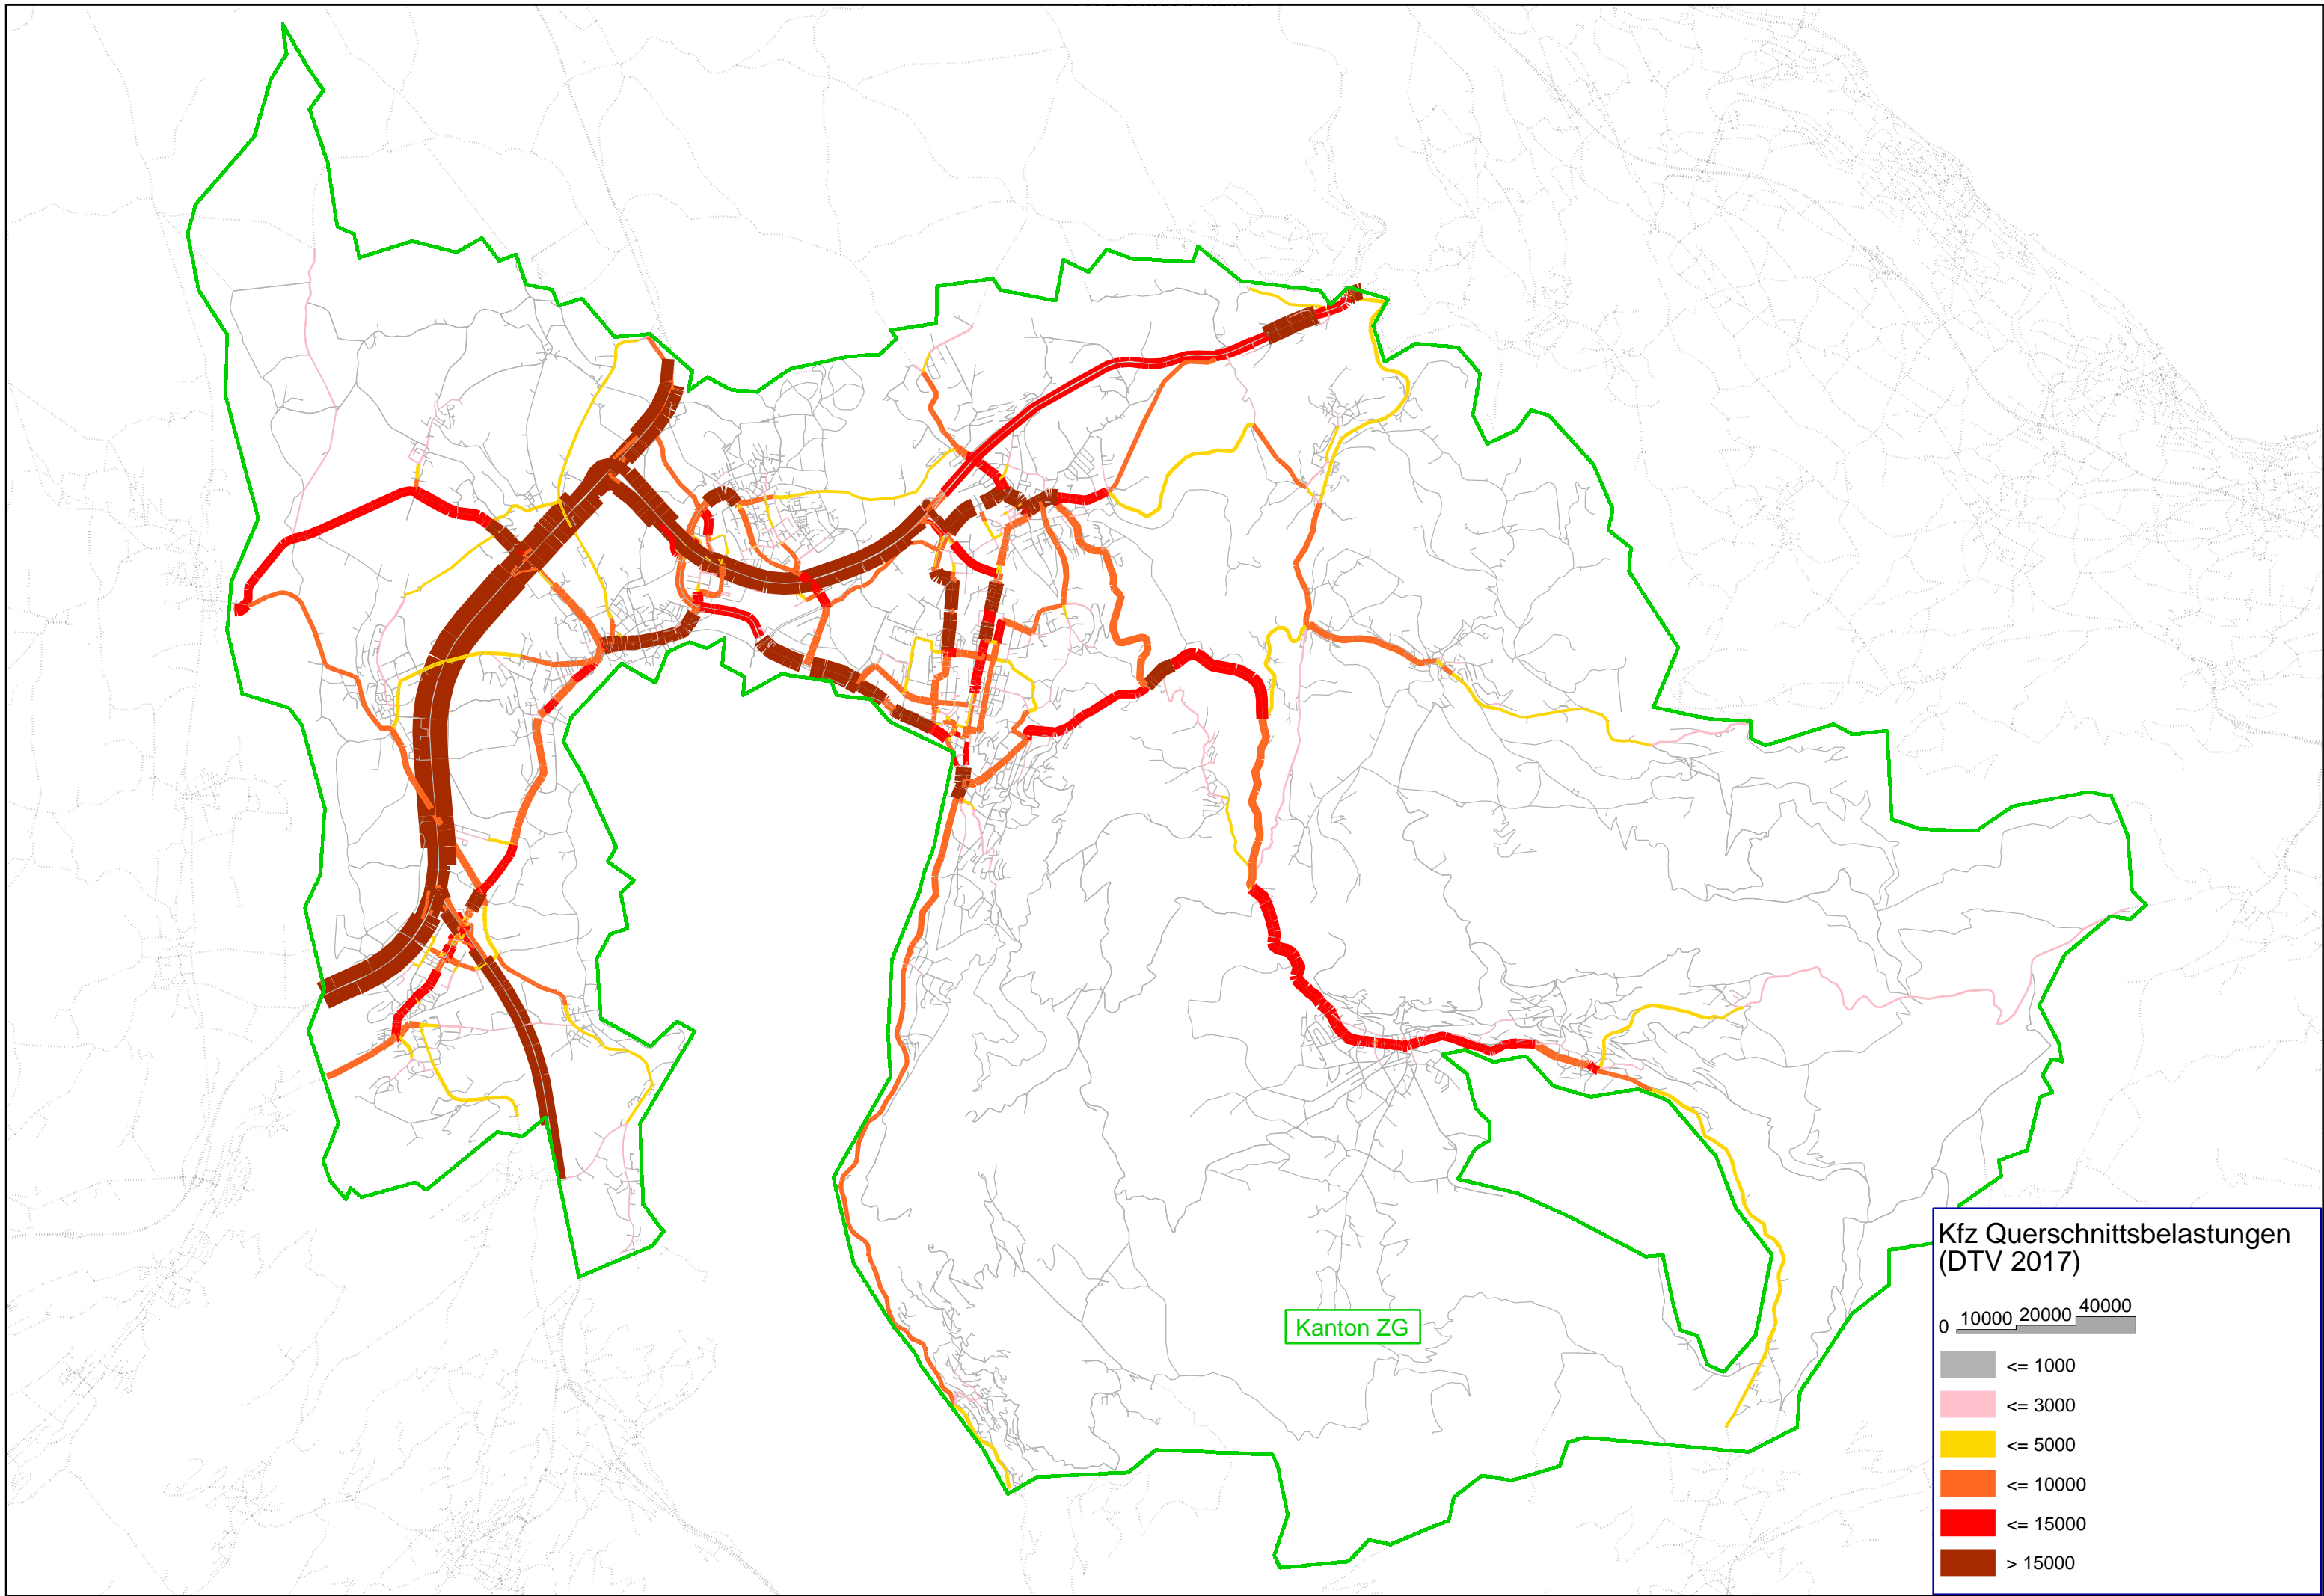 Kanton ZG
Kfz Querschnittsbelastungen
(DTV 2017)
0 10000 20000 40000
<= 1000
<= 3000
<= 5000
<= 10000
<= 15000
> 15000